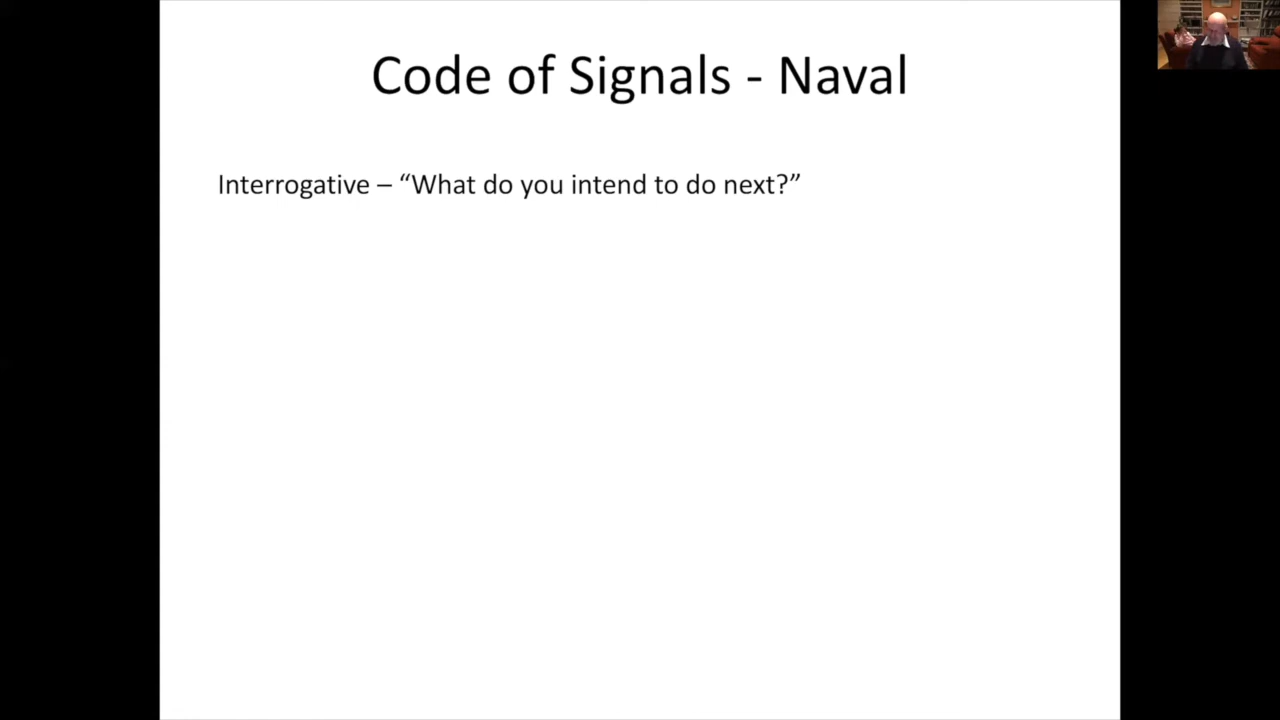 Code of Signals - Naval
Interrogative – “What do you intend to do next?”